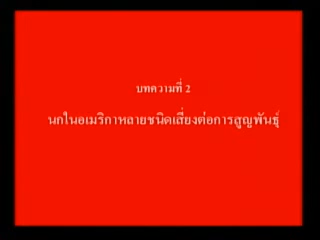 บทความที่ 2
นกในอเมริกาหลายชนิดเสี่ยงต่อการสูญพันธุ์